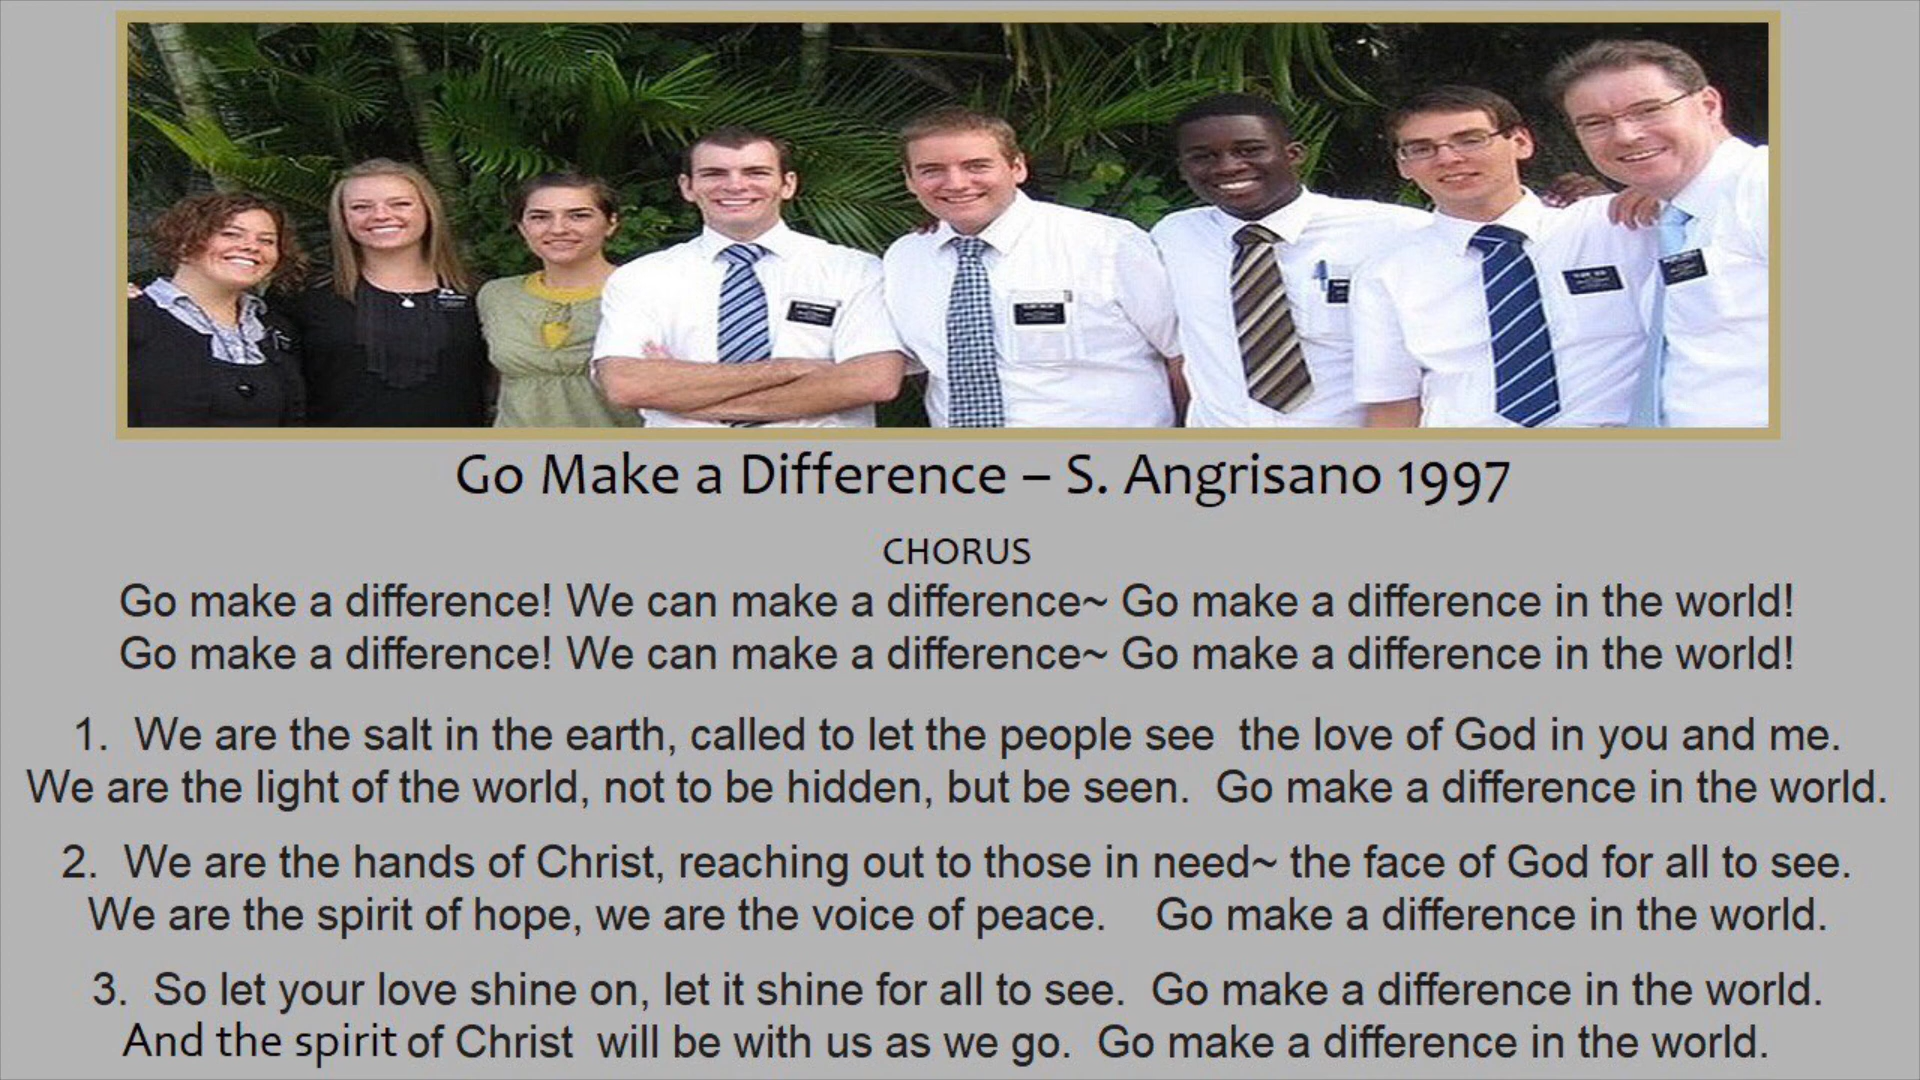 Go Make a Difference – S. Angrisano 1997
CHORUS
Go make a difference! We can make a difference~ Go make a difference in the world!
Go make a difference! We can make a difference~ Go make a difference in the world!
1. We are the salt in the earth, called to let the people see the love of God in you and me.
We are the light of the world, not to be hidden, but be seen. Go make a difference in the world.
2. We are the hands of Christ, reaching out to those in need~ the face of God for all to see.
We are the spirit of hope, we are the voice of peace. Go make a difference in the world.
3. So let your love shine on, let it shine for all to see. Go make a difference in the world.
And the spirit of Christ will be with us as we go. Go make a difference in the world.